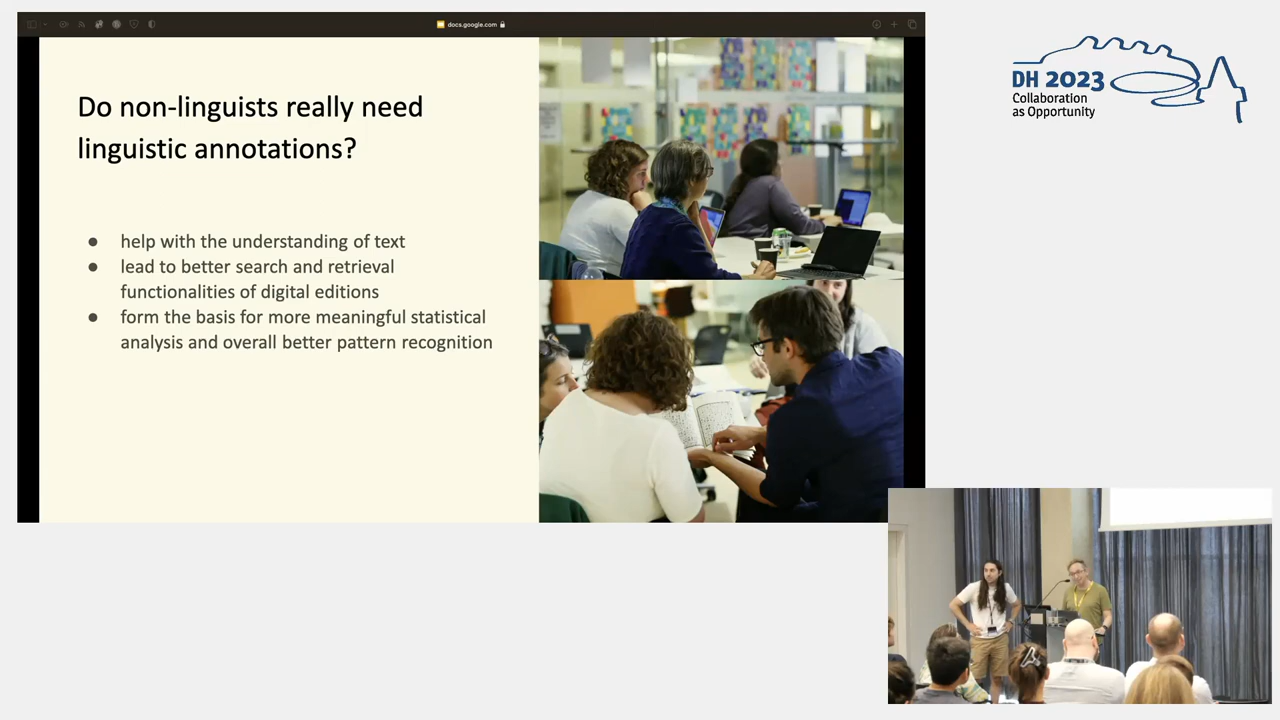 docs.google.com
DH 2023
Collaboration
as Opportunity
Do non-linguists really need
linguistic annotations?
● help with the understanding of text
● lead to better search and retrieval
functionalities of digital editions
● form the basis for more meaningful statistical
analysis and overall better pattern recognition